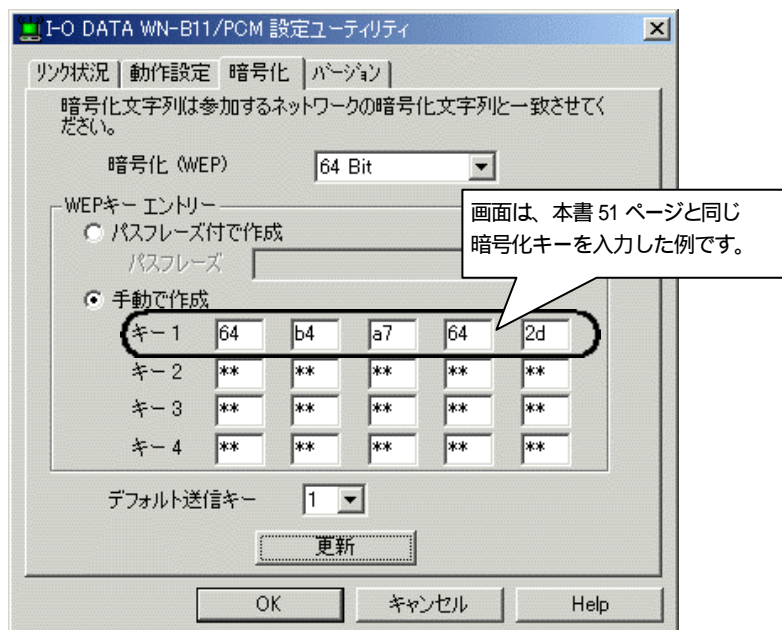 I-O DATA WN-B11/PCM 設定ユーティリティ
リンク状況 動作設定 暗号化 バージョン
暗号化文字列は参加するネットワークの暗号化文字列と一致させてく
ださい。
暗号化 (WEP) 64 Bit
WEPキー エントリー
画面は、本書 51 ページと同じ
暗号化キーを入力した例です。
パスフレーズ付で作成
パスフレーズ
手動で作成
キー 1 64 b4 a7 64 2d
キー 2 ** ** ** ** **
キー 3 ** ** ** ** **
キー 4 ** ** ** ** **
デフォルト送信キー 1
更新
OK キャンセル Help